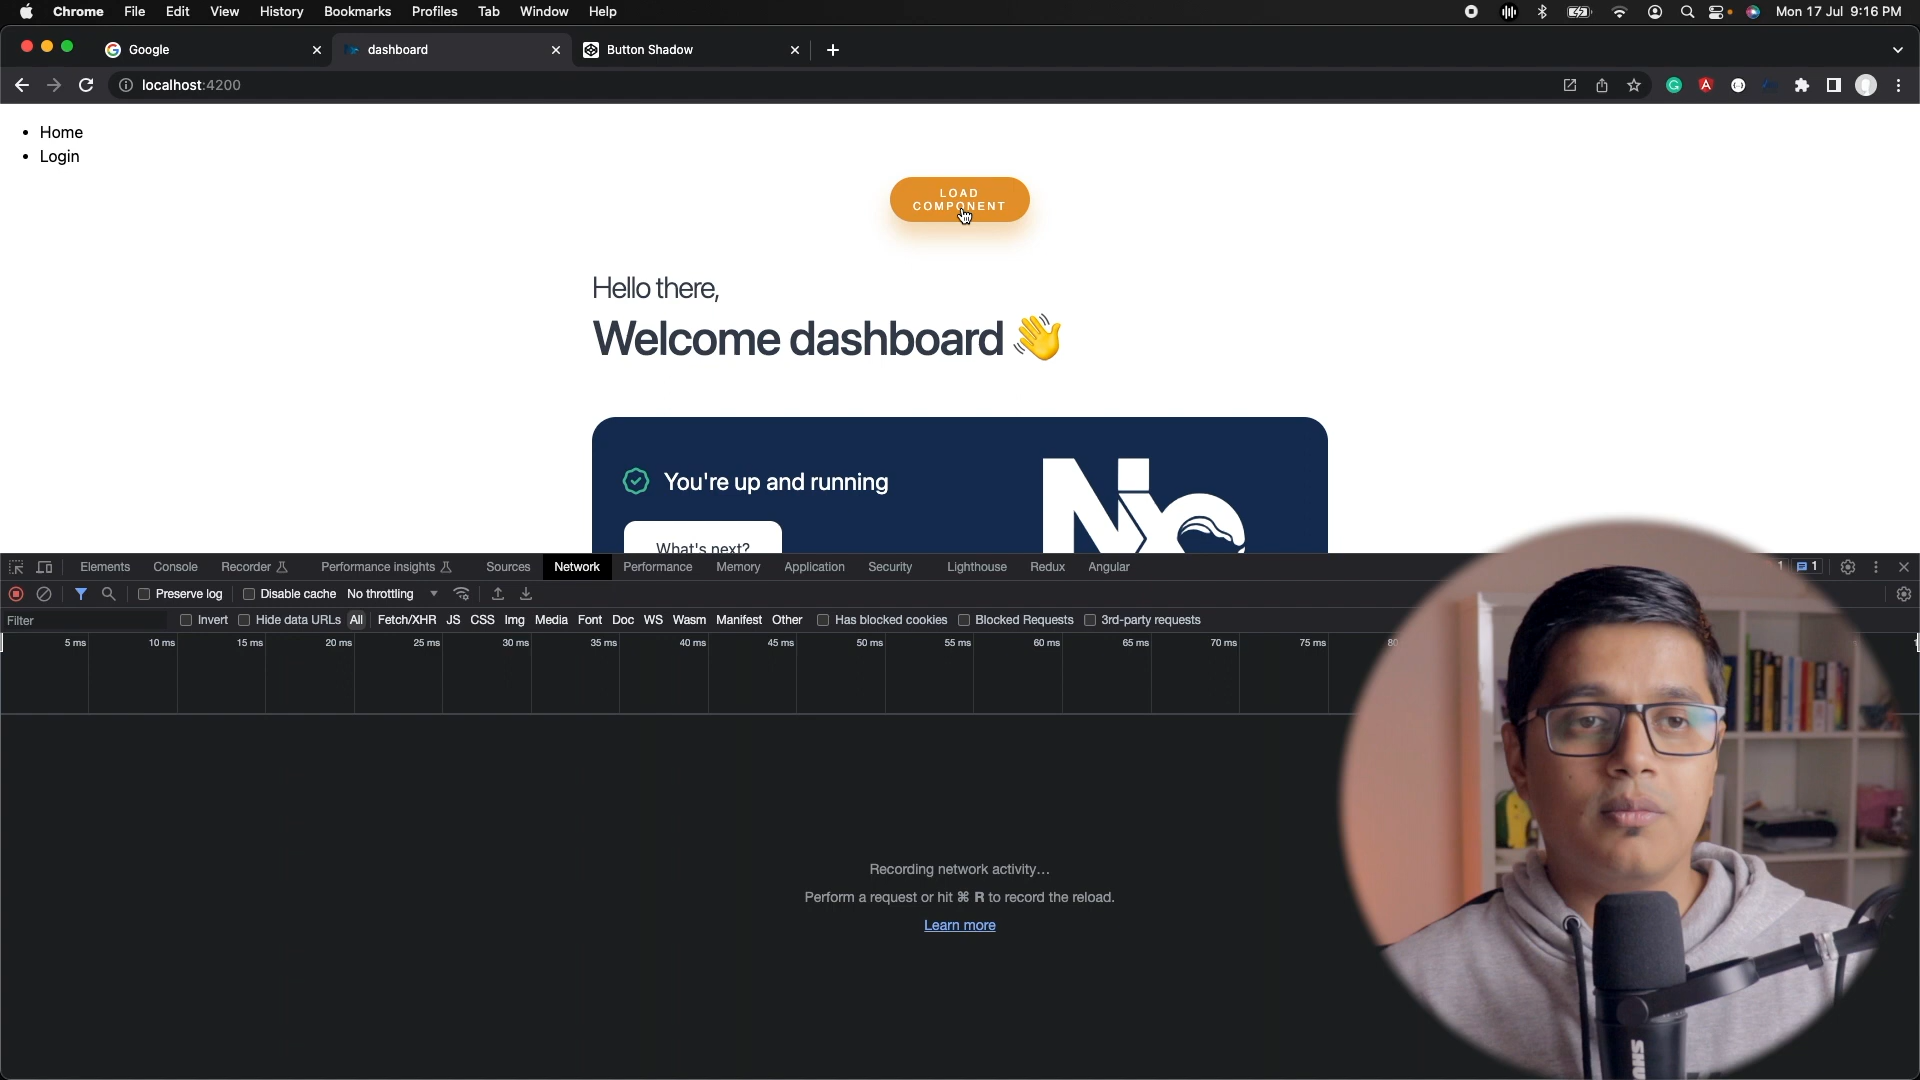 Chrome File Edit View History Bookmarks Profiles Tab Window Help Mon 17 Jul 9:16 PM
Google dashboard Button Shadow
localhost:4200
• Home
• Login
LOAD
COMPONENT
Hello there,
Welcome dashboard 👋
You're up and running
What's next?
Elements Console Recorder Performance insights Sources Network Performance Memory Application Security Lighthouse Redux Angular 1 1
Preserve log Disable cache No throttling
Filter Invert Hide data URLs All Fetch/XHR JS CSS Img Media Font Doc WS Wasm Manifest Other Has blocked cookies Blocked Requests 3rd-party requests
5 ms 10 ms 15 ms 20 ms 25 ms 30 ms 35 ms 40 ms 45 ms 50 ms 55 ms 60 ms 65 ms 70 ms 75 ms
Recording network activity…
Perform a request or hit ⌘ R to record the reload.
Learn more